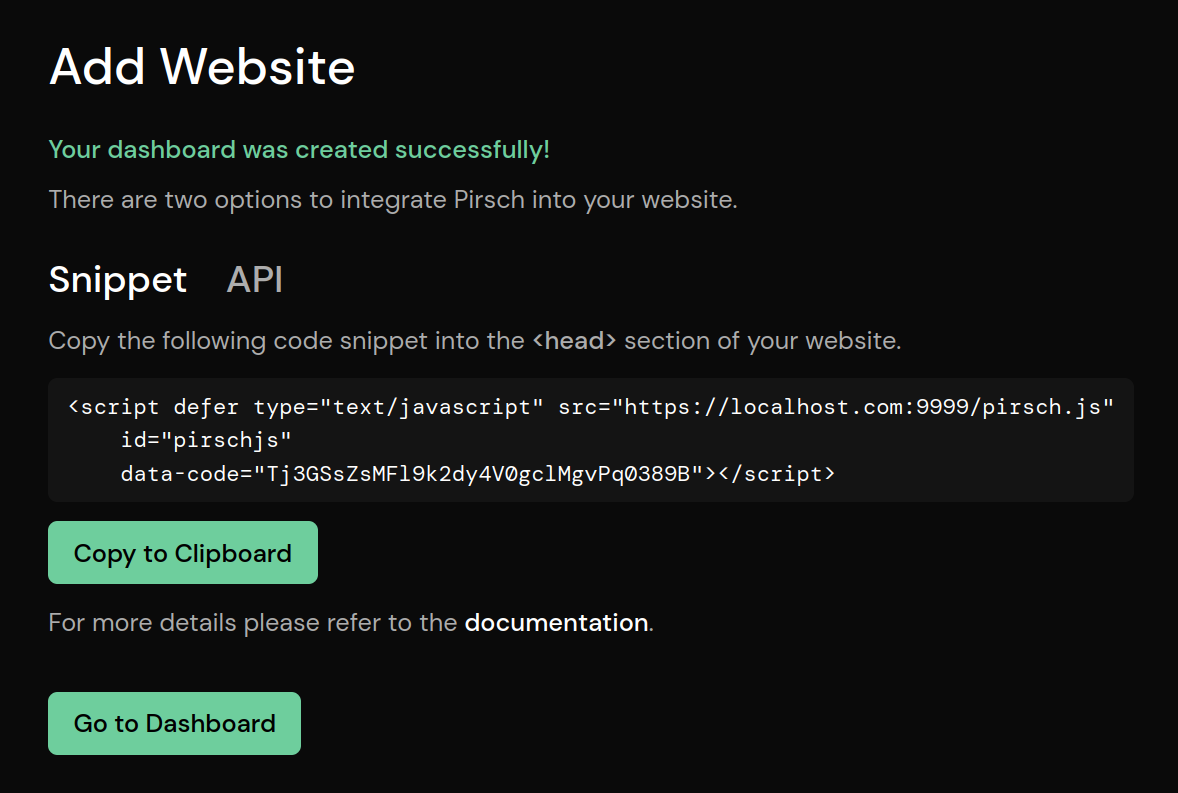 Add Website
Your dashboard was created successfully!
There are two options to integrate Pirsch into your website.
Snippet API
Copy the following code snippet into the <head> section of your website.
<script defer type="text/javascript" src="https://localhost.com:9999/pirsch.js"
id="pirschjs"
data-code="Tj3GSsZsMFl9k2dy4V0gclMgvPq0389B"></script>
Copy to Clipboard
For more details please refer to the documentation.
Go to Dashboard